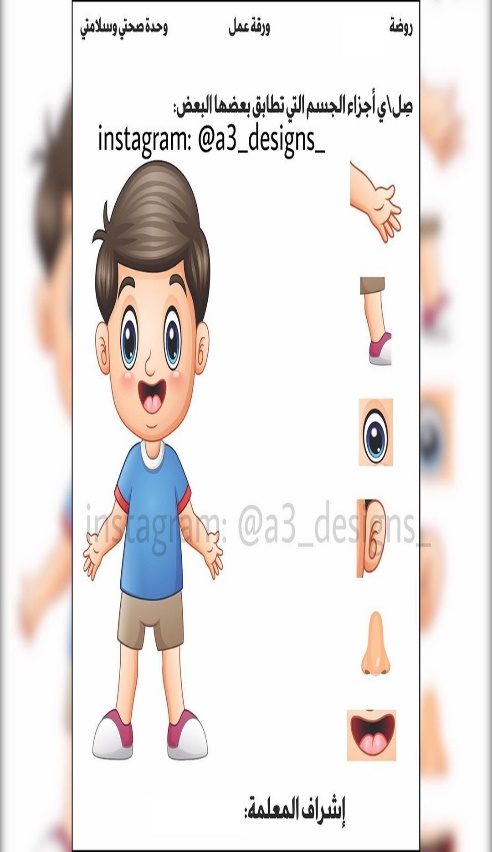 روضة ورقة عمل وحدة صحتي وسلامتي
صِل\ي أجزاء الجسم التي تطابق بعضها البعض:
instagram: @a3_designs_
instagram: @a3_designs_
إشراف المعلمة: